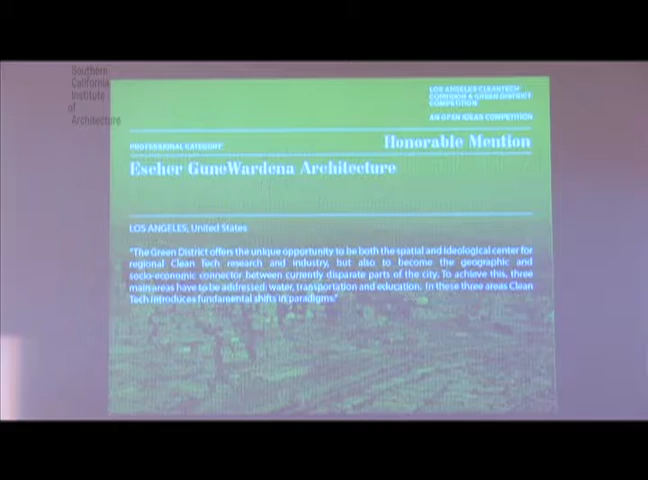 Southern
California
Institute
of
Architecture
LOS ANGELES CLEANTECH
CORRIDOR & GREEN DISTRICT
COMPETITION
AN OPEN IDEAS COMPETITION
PROFESSIONAL CATEGORY
Honorable Mention
Escher GuneWardena Architecture
LOS ANGELES, United States
"The Green District offers the unique opportunity to be both the spatial and ideological center for
regional Clean Tech research and industry, but also to become the geographic and
socio-economic connector between currently disparate parts of the city. To achieve this, three
main areas have to be addressed: water, transportation and education. In these three areas Clean
Tech introduces fundamental shifts in paradigms."